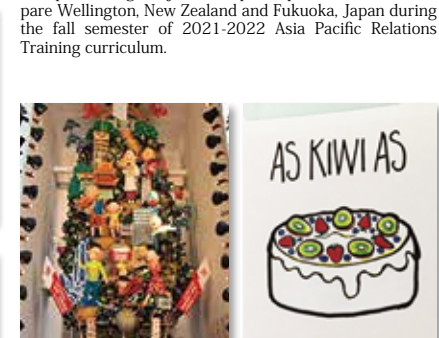 pare Wellington, New Zealand and Fukuoka, Japan during
the fall semester of 2021-2022 Asia Pacific Relations
Training curriculum.
AS KIWI AS